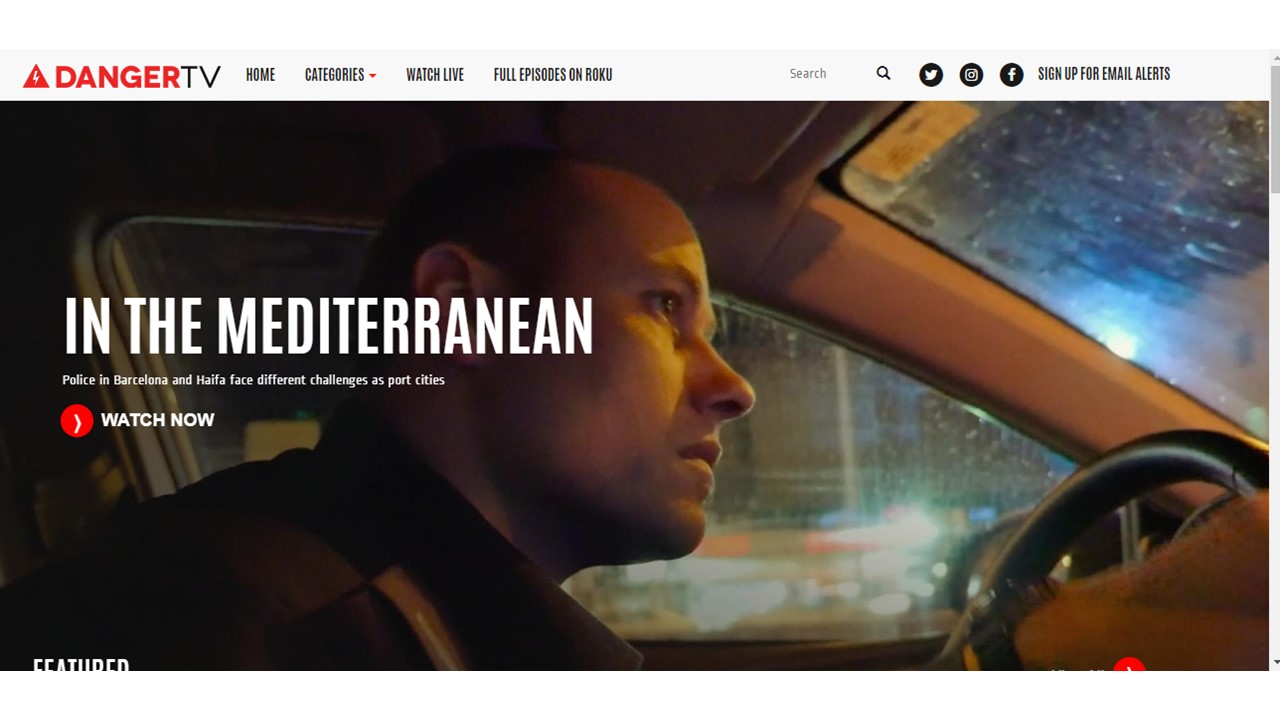 DANGERTV HOME CATEGORIES WATCH LIVE FULL EPISODES ON ROKU Search SIGN UP FOR EMAIL ALERTS
IN THE MEDITERRANEAN
Police in Barcelona and Haifa face different challenges as port cities
WATCH NOW
FEATURED